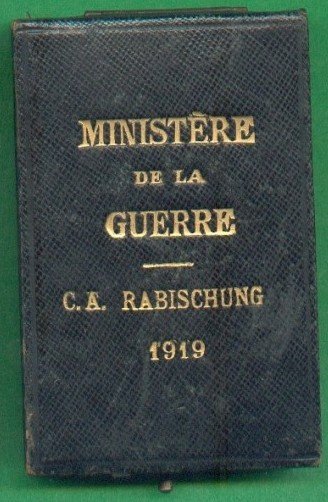 MINISTÈRE
DE LA
GUERRE
C.A. RABISCHUNG
1919